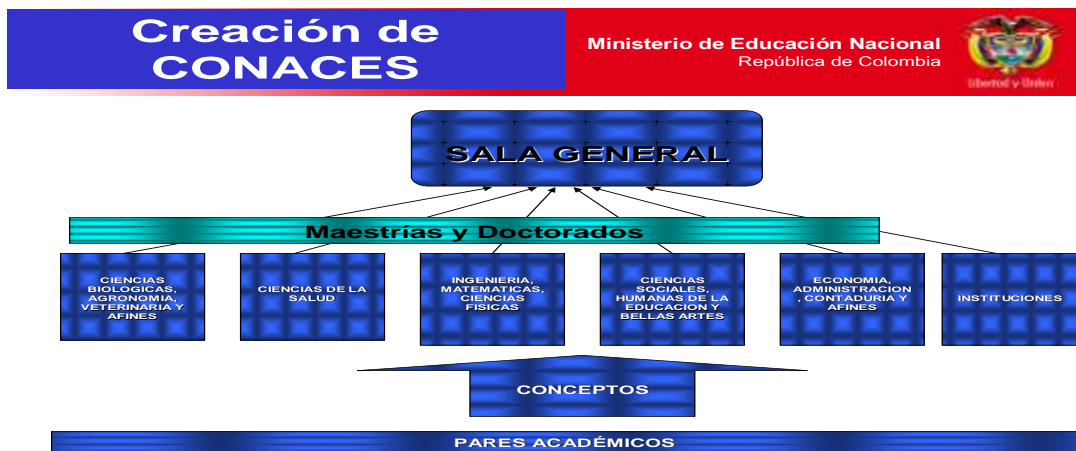 Creación de
CONACES
Ministerio de Educación Nacional
República de Colombia
Libertad y Orden
SALA GENERAL
Maestrías y Doctorados
CIENCIAS
BIOLOGICAS,
AGRONOMIA,
VETERINARIA Y
AFINES
CIENCIAS DE LA
SALUD
INGENIERIA,
MATEMATICAS,
CIENCIAS
FISICAS
CIENCIAS
SOCIALES,
HUMANAS DE LA
EDUCACION Y
BELLAS ARTES
ECONOMIA,
ADMINISTRACION
, CONTADURIA Y
AFINES
INSTITUCIONES
CONCEPTOS
PARES ACADÉMICOS